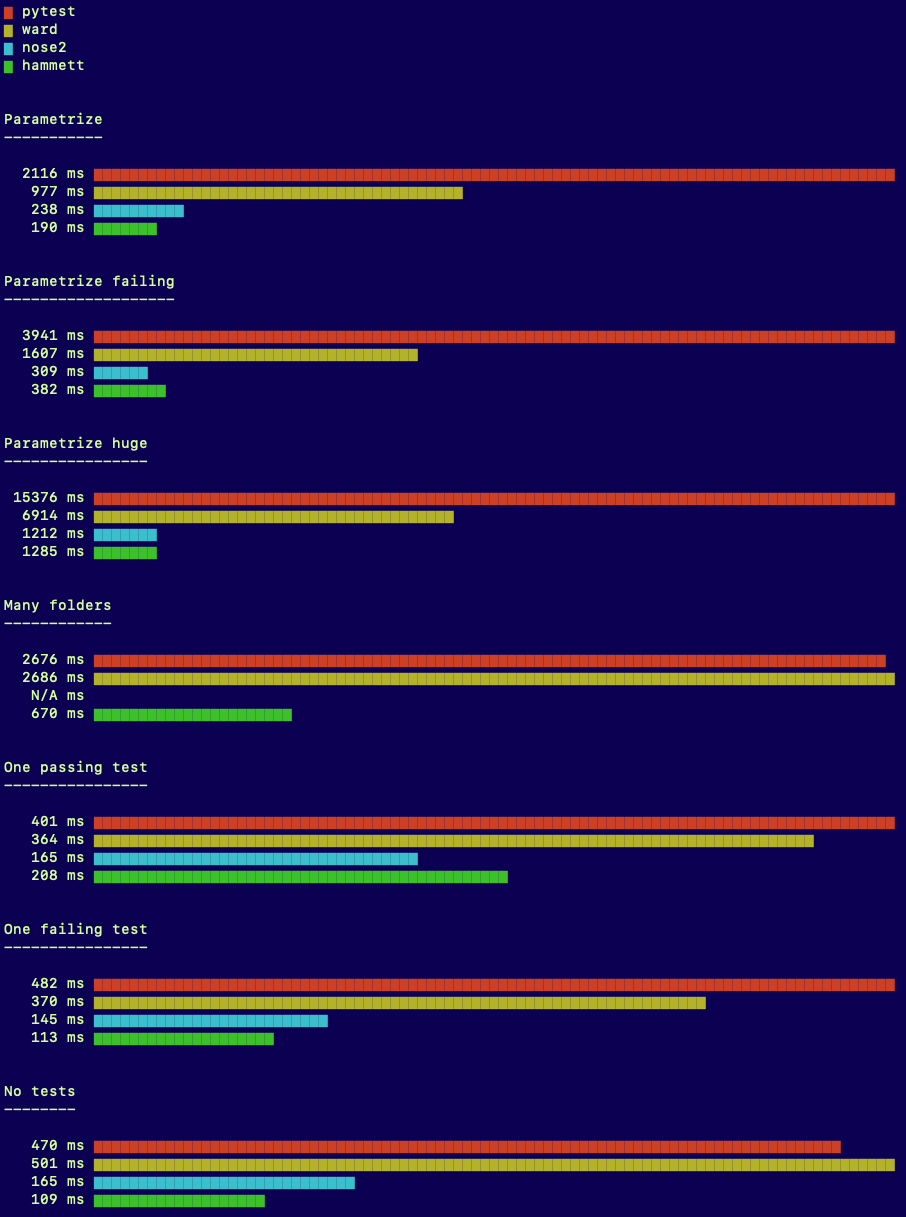 pytest
ward
nose2
hammett
Parametrize
-----------
2116 ms
977 ms
238 ms
190 ms
Parametrize failing
-------------------
3941 ms
1607 ms
309 ms
382 ms
Parametrize huge
----------------
15376 ms
6914 ms
1212 ms
1285 ms
Many folders
------------
2676 ms
2686 ms
N/A ms
670 ms
One passing test
----------------
401 ms
364 ms
165 ms
208 ms
One failing test
----------------
482 ms
370 ms
145 ms
113 ms
No tests
--------
470 ms
501 ms
165 ms
109 ms